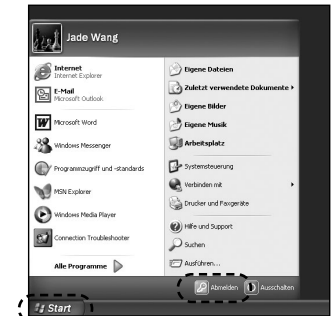 Jade Wang
Internet
Internet Explorer
E-Mail
Microsoft Outlook
Microsoft Word
Windows Messenger
Programmzugriff und -standards
MSN Explorer
Windows Media Player
Connection Troubleshooter
Alle Programme
Eigene Dateien
Zuletzt verwendete Dokumente
Eigene Bilder
Eigene Musik
Arbeitsplatz
Systemsteuerung
Verbinden mit
Drucker und Faxgeräte
Hilfe und Support
Suchen
Ausführen...
Abmelden Ausschalten
Start